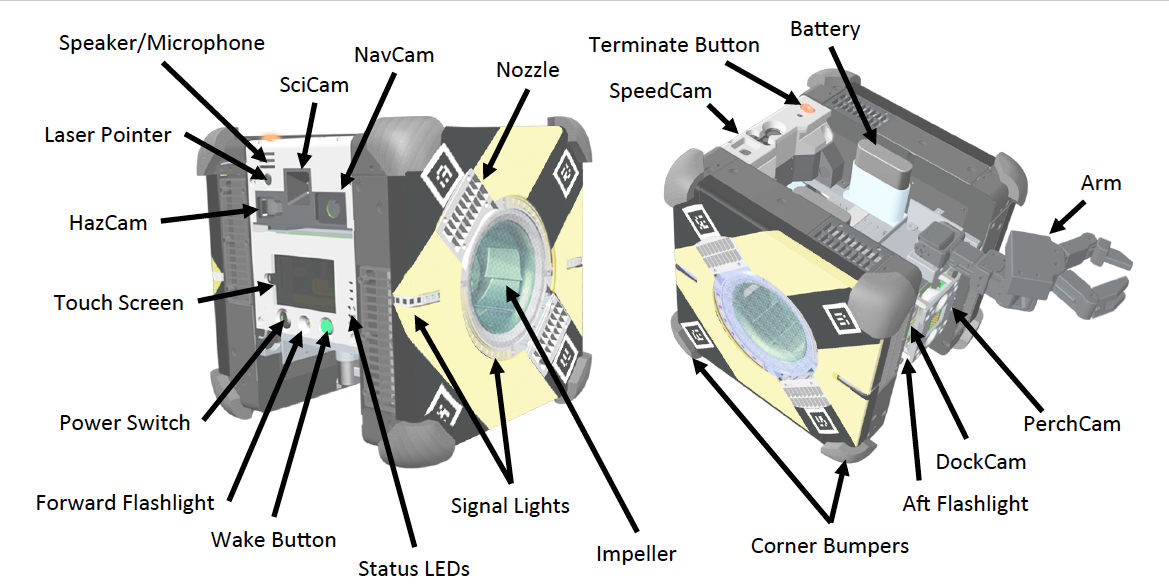 Speaker/Microphone
SciCam
NavCam
Nozzle
Laser Pointer
HazCam
Touch Screen
Power Switch
Forward Flashlight
Wake Button
Status LEDs
Signal Lights
Impeller
Terminate Button
Battery
SpeedCam
Arm
PerchCam
DockCam
Aft Flashlight
Corner Bumpers